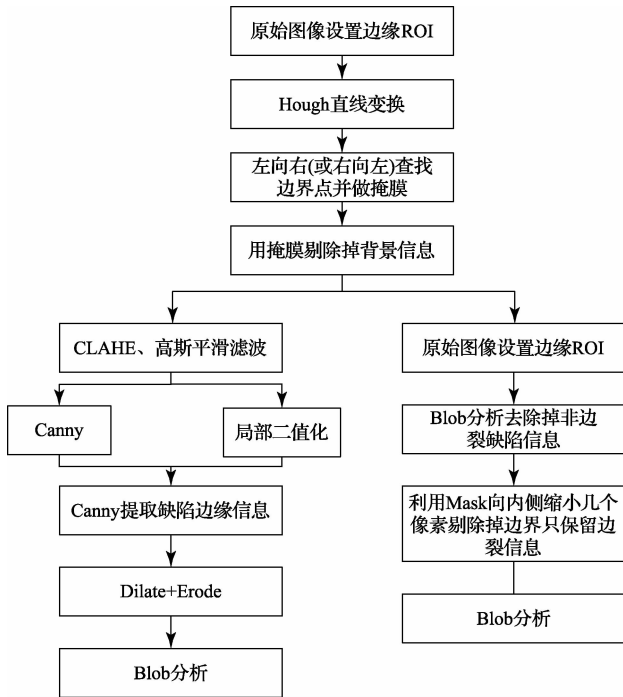 原始图像设置边缘ROI
Hough直线变换
左向右(或右向左)查找
边界点并做掩膜
用掩膜剔除掉背景信息
CLAHE、高斯平滑滤波
Canny
局部二值化
Canny提取缺陷边缘信息
Dilate+Erode
Blob分析
原始图像设置边缘ROI
Blob分析去除掉非边
裂缺陷信息
利用Mask向内侧缩小几个
像素剔除掉边界只保留边
裂信息
Blob分析